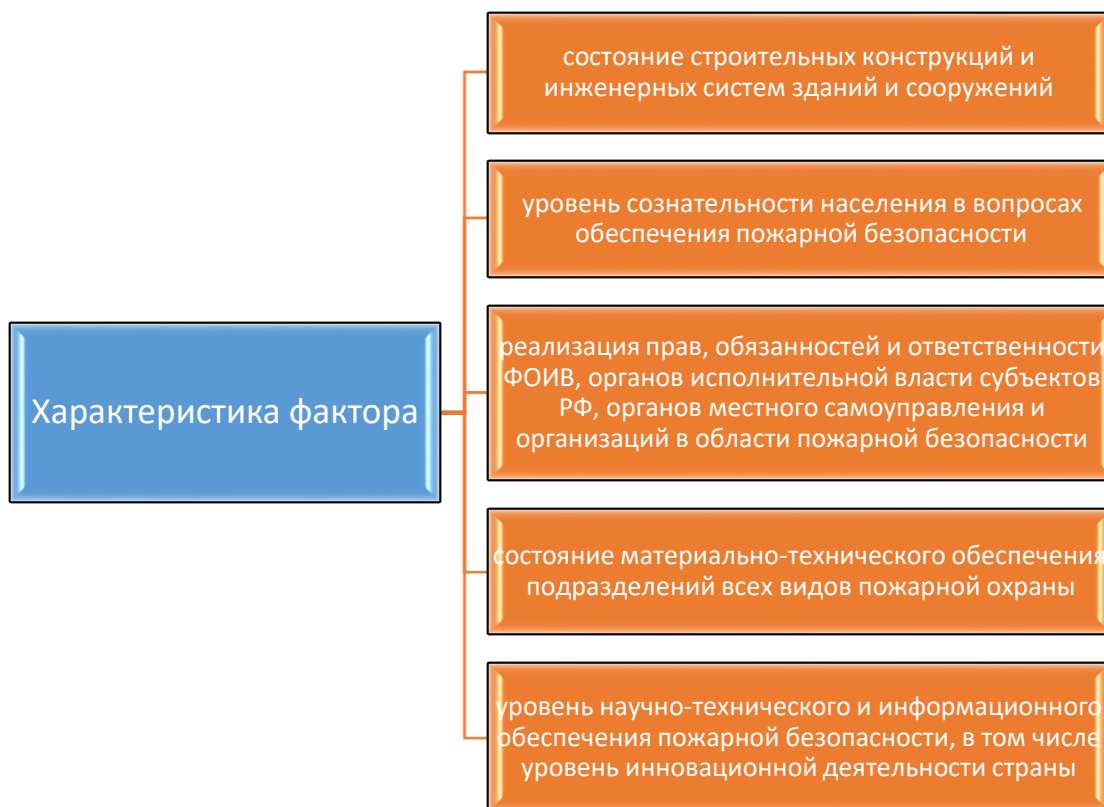 состояние строительных конструкций и
инженерных систем зданий и сооружений
уровень сознательности населения в вопросах
обеспечения пожарной безопасности
Характеристика фактора
реализация прав, обязанностей и ответственности
ФОИВ, органов исполнительной власти субъектов
РФ, органов местного самоуправления и
организаций в области пожарной безопасности
состояние материально-технического обеспечения
подразделений всех видов пожарной охраны
уровень научно-технического и информационного
обеспечения пожарной безопасности, в том числе
уровень инновационной деятельности страны